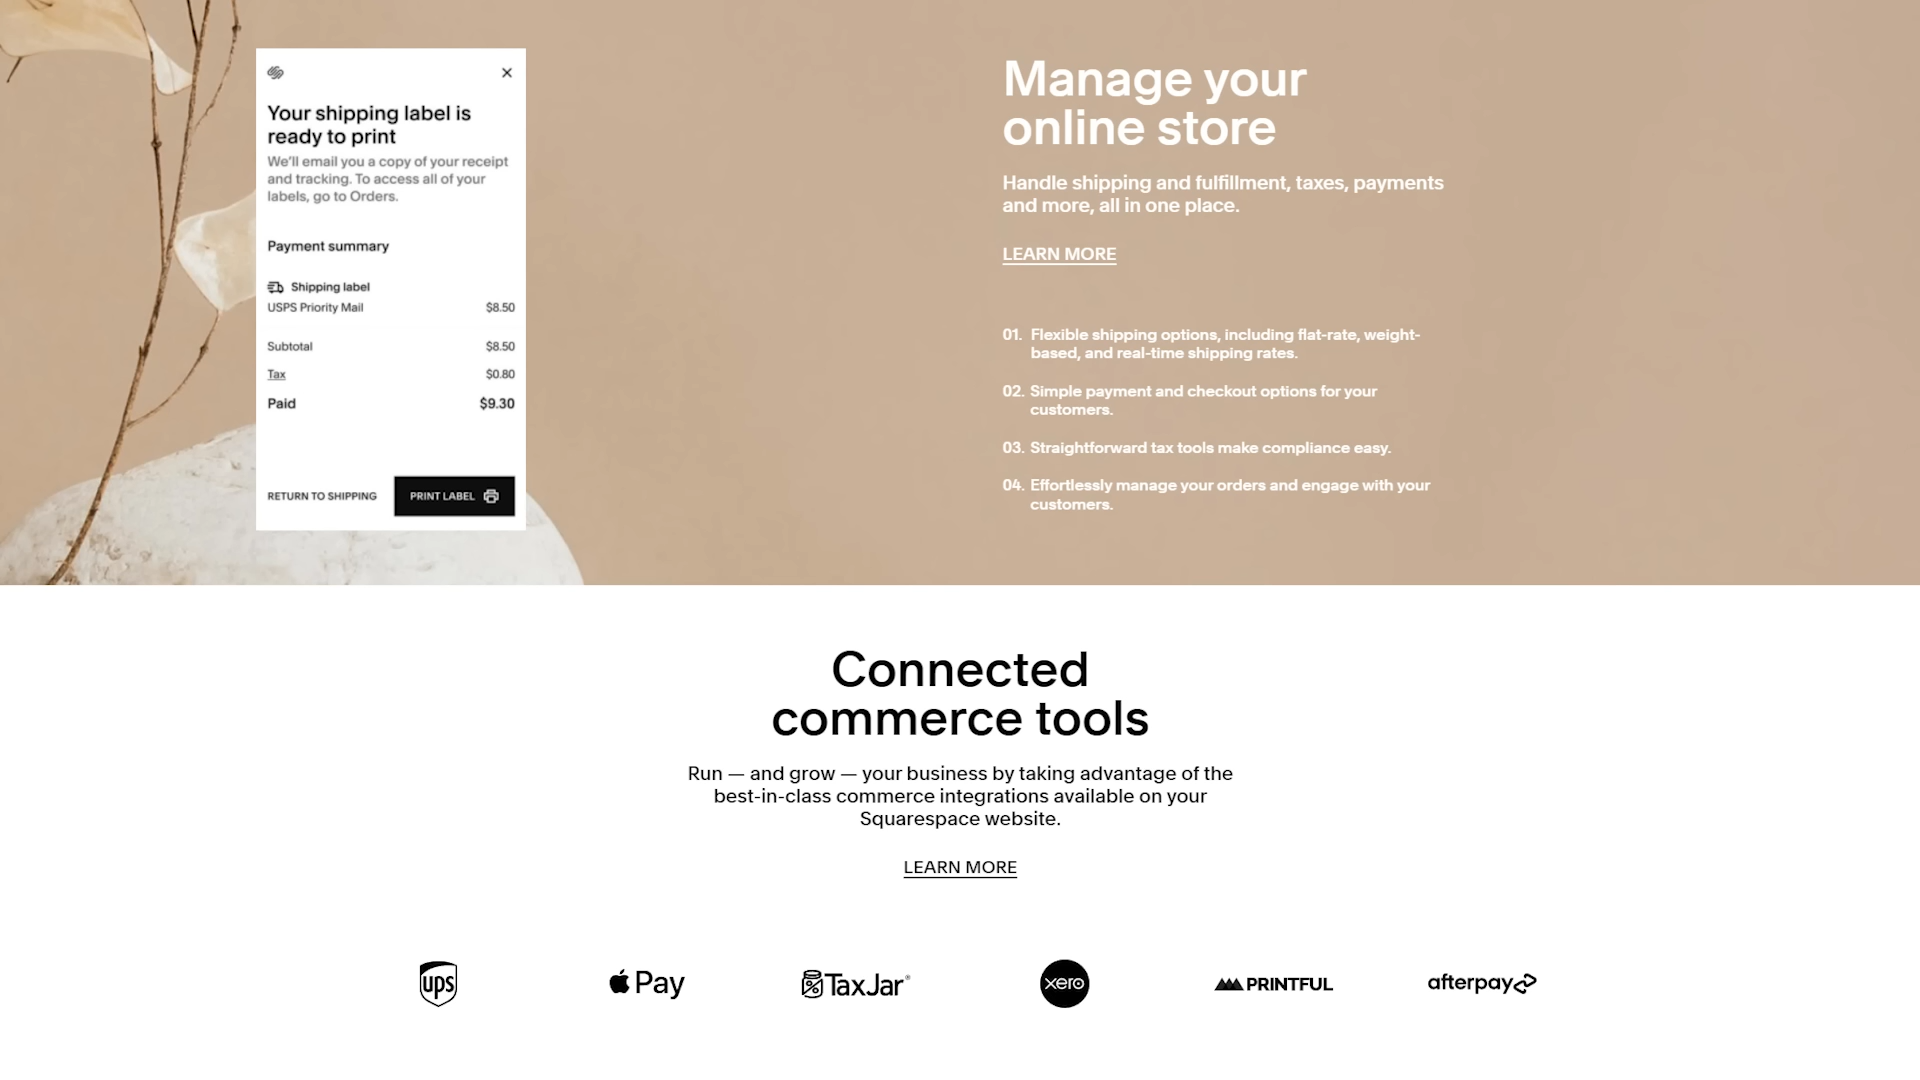 Your shipping label is
ready to print
We'll email you a copy of your receipt
and tracking. To access all of your
labels, go to Orders.
Payment summary
Shipping label
USPS Priority Mail $8.50
Subtotal $8.50
Tax $0.80
Paid $9.30
RETURN TO SHIPPING PRINT LABEL
Manage your
online store
Handle shipping and fulfillment, taxes, payments
and more, all in one place.
LEARN MORE
01. Flexible shipping options, including flat-rate, weight-
based, and real-time shipping rates.
02. Simple payment and checkout options for your
customers.
03. Straightforward tax tools make compliance easy.
04. Effortlessly manage your orders and engage with your
customers.
Connected
commerce tools
Run — and grow — your business by taking advantage of the
best-in-class commerce integrations available on your
Squarespace website.
LEARN MORE
ups Pay TaxJar® xero PRINTFUL afterpay